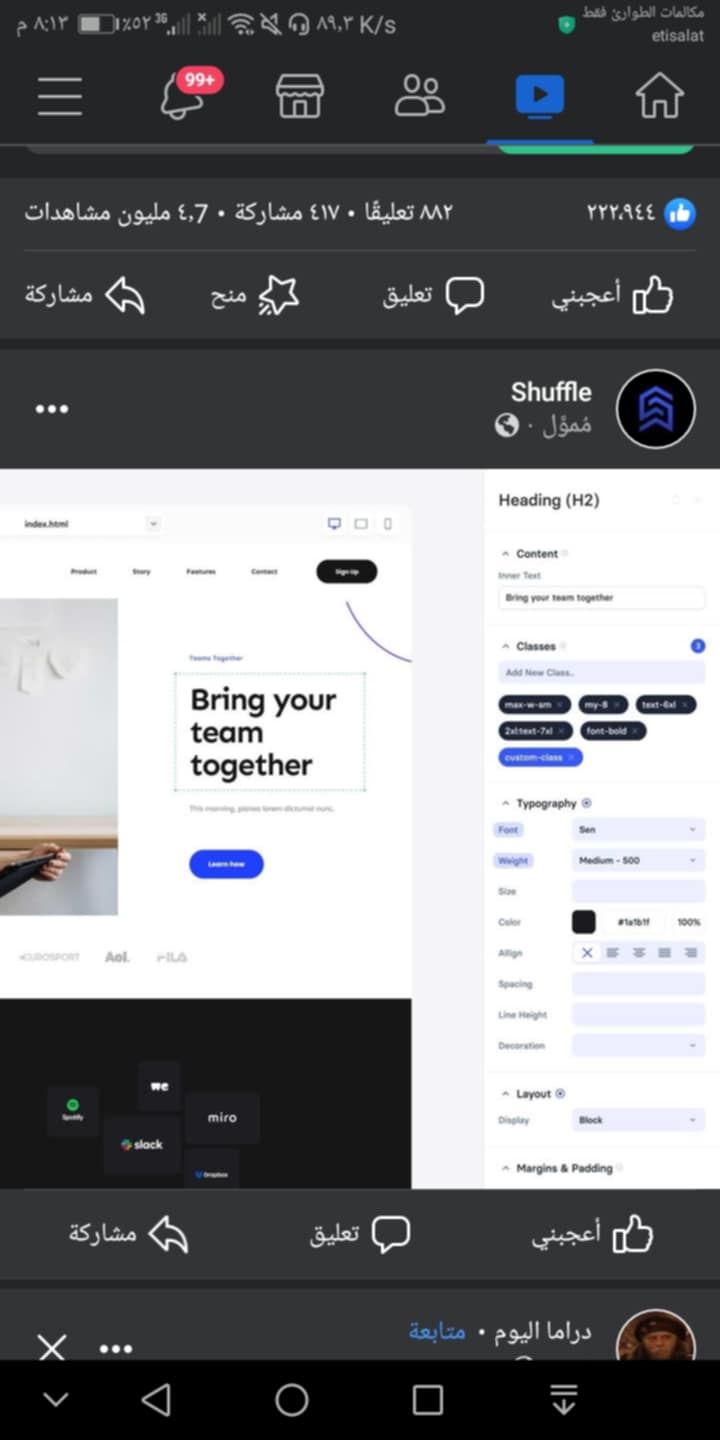 مكالمات الطوارئ فقط
etisalat
٨:١٣ م ٥٢٪ 3G ٨٩,٣ K/s
99+
٢٢٢،٩٤٤
٨٨٢ تعليقًا • ٤١٧ مشاركة • ٤,7 مليون مشاهدات
أعجبني
تعليق
منح
مشاركة
Shuffle
مُموَّل ·
index.html
Product Story Features Contact Sign Up
Teams Together
Bring your
team
together
This morning, planes lorem dictumst nunc.
Learn how
EUROSPORT Aol. FILA
we
Spotify
miro
slack
Dropbox
Heading (H2)
Content
Inner Text
Bring your team together
Classes 3
Add New Class..
max-w-sm × my-8 × text-6xl ×
2xl:text-7xl × font-bold ×
custom-class ×
Typography
Font Sen
Weight Medium - 500
Size
Color #1a1b1f 100%
Allign
Spacing
Line Height
Decoration
Layout
Display Block
Margins & Padding
أعجبني
تعليق
مشاركة
دراما اليوم • متابعة